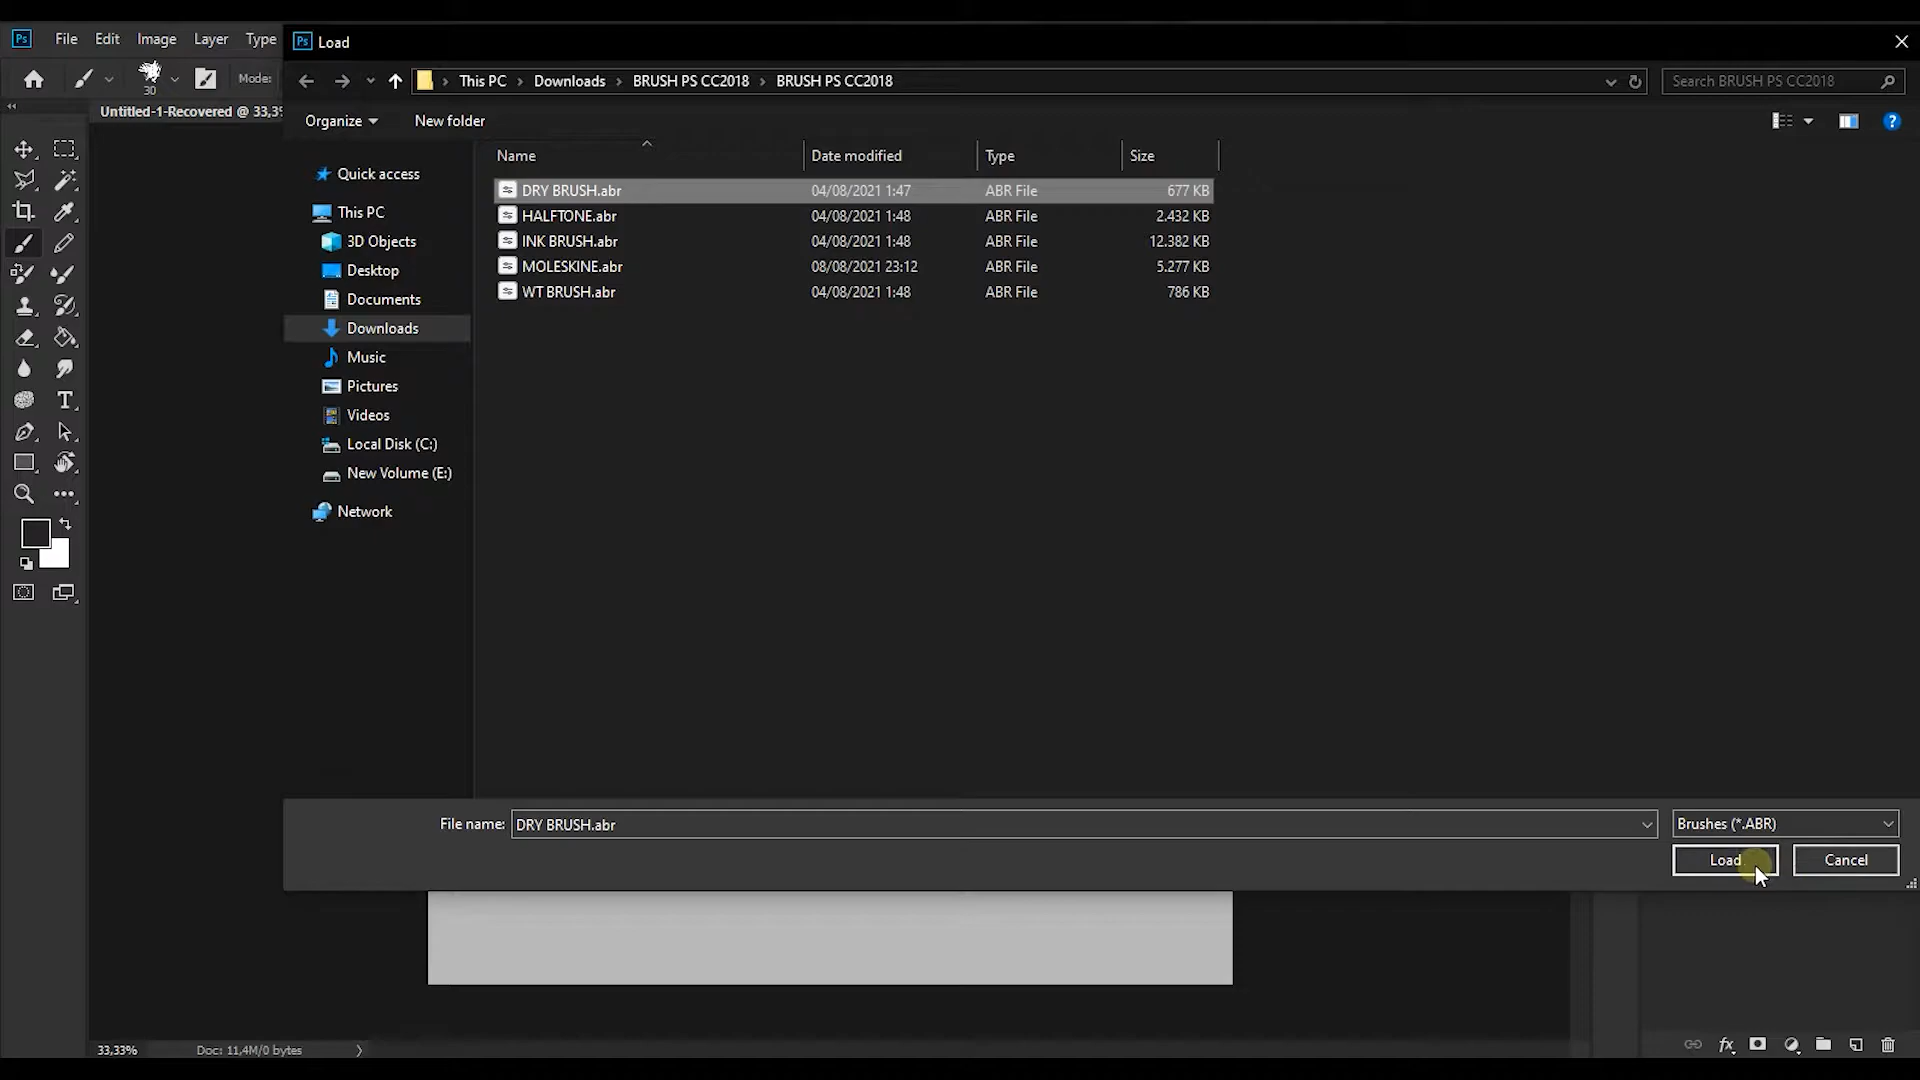 Ps File Edit Image Layer Type
Ps Load
30 Mode:
This PC Downloads BRUSH PS CC2018 BRUSH PS CC2018 Search BRUSH PS CC2018
Untitled-1-Recovered @ 33,3
Organize New folder ?
Name Date modified Type Size
Quick access
This PC
3D Objects
Desktop
Documents
Downloads
Music
Pictures
Videos
Local Disk (C:)
New Volume (E:)
Network
DRY BRUSH.abr 04/08/2021 1:47 ABR File 677 KB
HALFTONE.abr 04/08/2021 1:48 ABR File 2.432 KB
INK BRUSH.abr 04/08/2021 1:48 ABR File 12.382 KB
MOLESKINE.abr 08/08/2021 23:12 ABR File 5.277 KB
WT BRUSH.abr 04/08/2021 1:48 ABR File 786 KB
File name: DRY BRUSH.abr Brushes (*.ABR)
Load Cancel
33,33% Doc: 11,4M/0 bytes fx